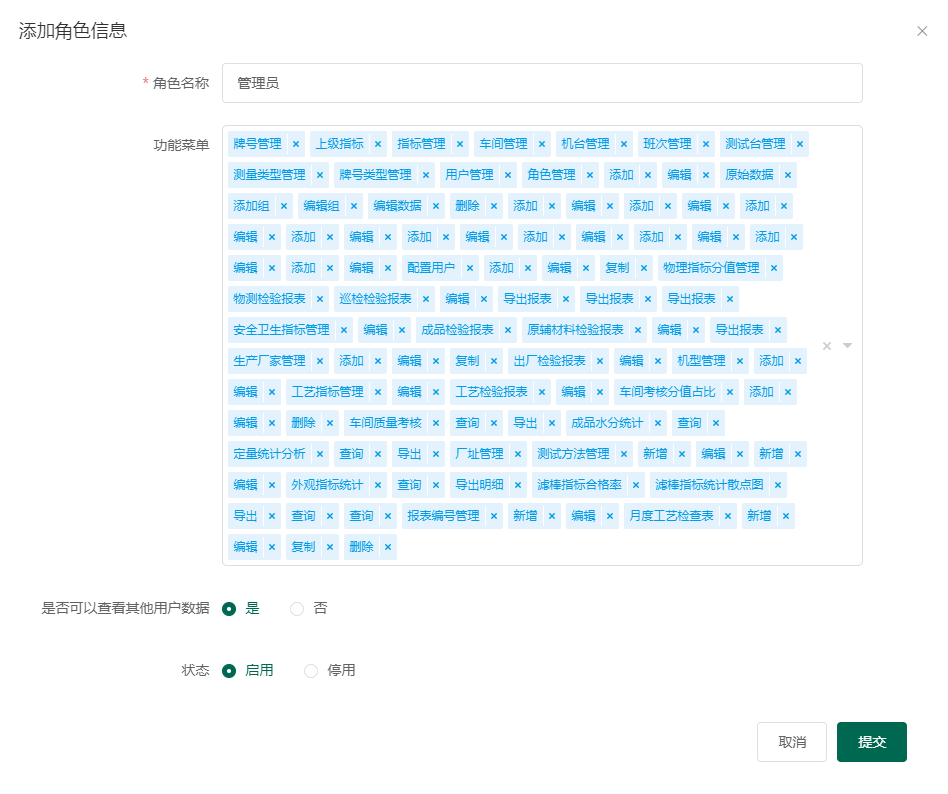 添加角色信息
* 角色名称 管理员
功能菜单 牌号管理 × 上级指标 × 指标管理 × 车间管理 × 机台管理 × 班次管理 × 测试台管理 ×
测量类型管理 × 牌号类型管理 × 用户管理 × 角色管理 × 添加 × 编辑 × 原始数据 ×
添加组 × 编辑组 × 编辑数据 × 删除 × 添加 × 编辑 × 添加 × 编辑 × 添加 ×
编辑 × 添加 × 编辑 × 添加 × 编辑 × 添加 × 编辑 × 添加 × 编辑 × 添加 ×
编辑 × 添加 × 编辑 × 配置用户 × 添加 × 编辑 × 复制 × 物理指标分值管理 ×
物测检验报表 × 巡检检验报表 × 编辑 × 导出报表 × 导出报表 × 导出报表 ×
安全卫生指标管理 × 编辑 × 成品检验报表 × 原辅材料检验报表 × 编辑 × 导出报表 ×
生产厂家管理 × 添加 × 编辑 × 复制 × 出厂检验报表 × 编辑 × 机型管理 × 添加 ×
编辑 × 工艺指标管理 × 编辑 × 工艺检验报表 × 编辑 × 车间考核分值占比 × 添加 ×
编辑 × 删除 × 车间质量考核 × 查询 × 导出 × 成品水分统计 × 查询 ×
定量统计分析 × 查询 × 导出 × 厂址管理 × 测试方法管理 × 新增 × 编辑 × 新增 ×
编辑 × 外观指标统计 × 查询 × 导出明细 × 滤棒指标合格率 × 滤棒指标统计散点图 ×
导出 × 查询 × 查询 × 报表编号管理 × 新增 × 编辑 × 月度工艺检查表 × 新增 ×
编辑 × 复制 × 删除 ×
是否可以查看其他用户数据 是 否
状态 启用 停用
取消 提交